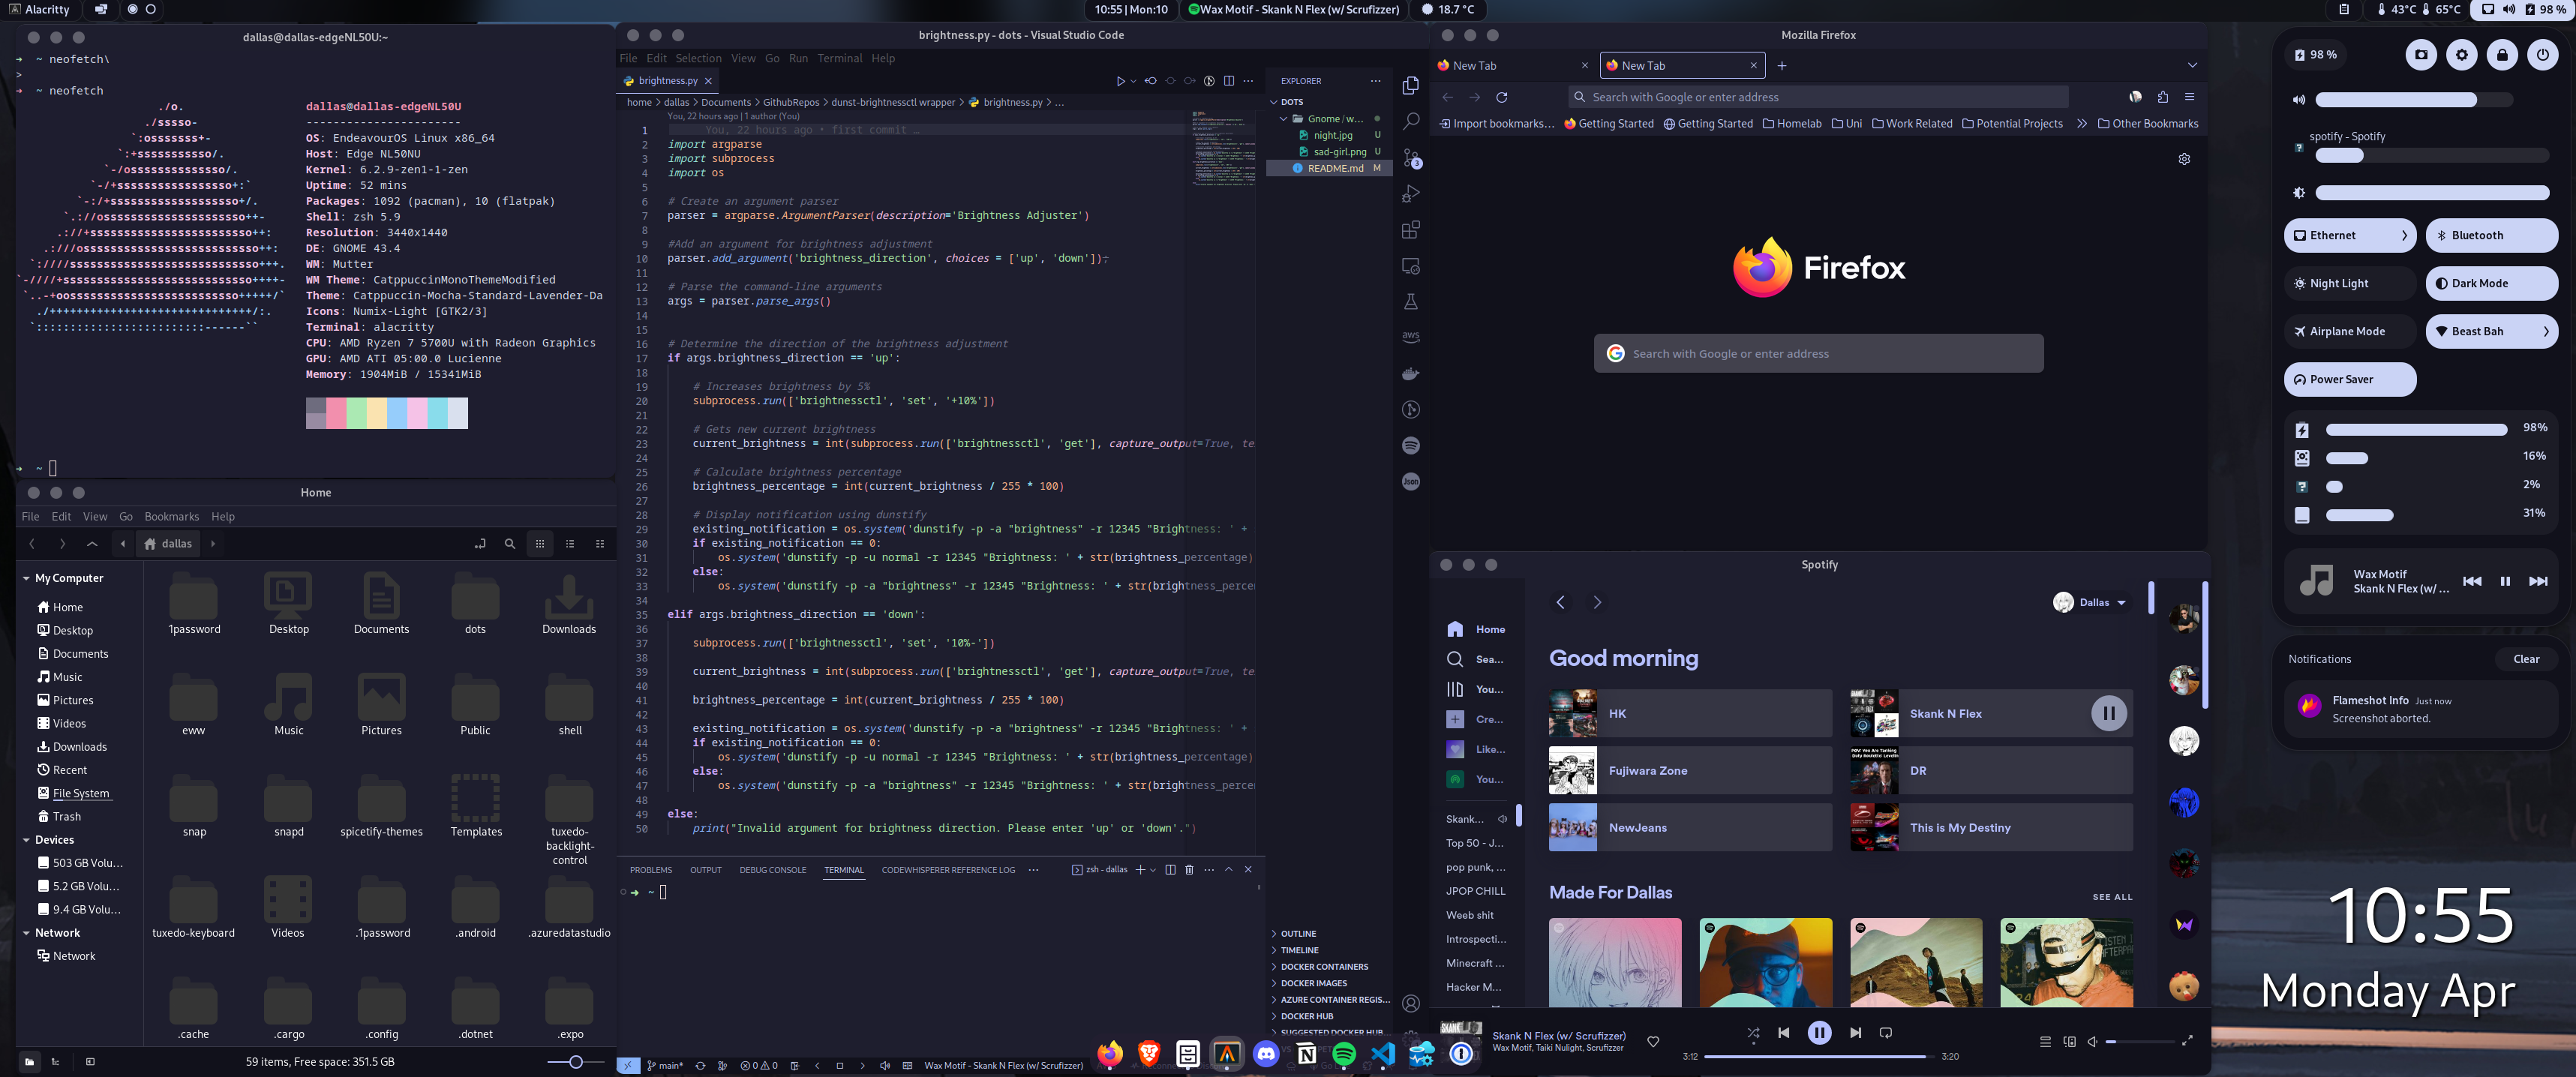 Alacritty
10:55 | Mon:10
Wax Motif - Skank N Flex (w/ Scrufizzer)
18.7 °C
43°C
65°C
98 %
dallas@dallas-edgeNL50U:~
➜ ~ neofetch\
>
➜ ~ neofetch
./o.
./sssso-
`:osssssss+-
`:+sssssssssso/.
`-/ossssssssssssso/.
`-/+sssssssssssssssso+:`
`-:/+sssssssssssssssssso+/.
`.://osssssssssssssssssssso++-
.://+ssssssssssssssssssssssso++:
.:///ossssssssssssssssssssssssso++:
`:////ssssssssssssssssssssssssssso+++.
`-////+ssssssssssssssssssssssssssso++++-
`..-+oosssssssssssssssssssssssso+++++/`
./++++++++++++++++++++++++++++++/:.
`:::::::::::::::::::::::::------``
dallas@dallas-edgeNL50U
-----------------------
OS: EndeavourOS Linux x86_64
Host: Edge NL50NU
Kernel: 6.2.9-zen1-1-zen
Uptime: 52 mins
Packages: 1092 (pacman), 10 (flatpak)
Shell: zsh 5.9
Resolution: 3440x1440
DE: GNOME 43.4
WM: Mutter
WM Theme: CatppuccinMonoThemeModified
Theme: Catppuccin-Mocha-Standard-Lavender-Da
Icons: Numix-Light [GTK2/3]
Terminal: alacritty
CPU: AMD Ryzen 7 5700U with Radeon Graphics
GPU: AMD ATI 05:00.0 Lucienne
Memory: 1904MiB / 15341MiB
➜ ~
Home
File Edit View Go Bookmarks Help
dallas
My Computer
Home
Desktop
Documents
Music
Pictures
Videos
Downloads
Recent
File System
Trash
Devices
503 GB Volu...
5.2 GB Volu...
9.4 GB Volu...
Network
Network
1password Desktop Documents dots Downloads
eww Music Pictures Public shell
snap snapd spicetify-themes Templates tuxedo-
backlight-
control
tuxedo-keyboard Videos .1password .android .azuredatastudio
.cache .cargo .config .dotnet .expo
59 items, Free space: 351.5 GB
brightness.py - dots - Visual Studio Code
File Edit Selection View Go Run Terminal Help
brightness.py
home > dallas > Documents > GithubRepos > dunst-brightnessctl wrapper > brightness.py > ...
You, 22 hours ago | 1 author (You)
1 You, 22 hours ago • first commit …
2 import argparse
3 import subprocess
4 import os
5
6 # Create an argument parser
7 parser = argparse.ArgumentParser(description='Brightness Adjuster')
8
9 #Add an argument for brightness adjustment
10 parser.add_argument('brightness_direction', choices = ['up', 'down']);
11
12 # Parse the command-line arguments
13 args = parser.parse_args()
14
15
16 # Determine the direction of the brightness adjustment
17 if args.brightness_direction == 'up':
18
19 # Increases brightness by 5%
20 subprocess.run(['brightnessctl', 'set', '+10%'])
21
22 # Gets new current brightness
23 current_brightness = int(subprocess.run(['brightnessctl', 'get'], capture_output=True, te
24
25 # Calculate brightness percentage
26 brightness_percentage = int(current_brightness / 255 * 100)
27
28 # Display notification using dunstify
29 existing_notification = os.system('dunstify -p -a "brightness" -r 12345 "Brightness: ' +
30 if existing_notification == 0:
31 os.system('dunstify -p -u normal -r 12345 "Brightness: ' + str(brightness_percentage)
32 else:
33 os.system('dunstify -p -a "brightness" -r 12345 "Brightness: ' + str(brightness_perce
34
35 elif args.brightness_direction == 'down':
36
37 subprocess.run(['brightnessctl', 'set', '10%-'])
38
39 current_brightness = int(subprocess.run(['brightnessctl', 'get'], capture_output=True, te
40
41 brightness_percentage = int(current_brightness / 255 * 100)
42
43 existing_notification = os.system('dunstify -p -a "brightness" -r 12345 "Brightness: ' +
44 if existing_notification == 0:
45 os.system('dunstify -p -u normal -r 12345 "Brightness: ' + str(brightness_percentage)
46 else:
47 os.system('dunstify -p -a "brightness" -r 12345 "Brightness: ' + str(brightness_perce
48
49 else:
50 print("Invalid argument for brightness direction. Please enter 'up' or 'down'.")
PROBLEMS OUTPUT DEBUG CONSOLE TERMINAL CODEWHISPERER REFERENCE LOG ... zsh - dallas
➜ ~
EXPLORER
DOTS
Gnome/w...
night.jpg U
sad-girl.png U
README.md M
3
aws
Json
OUTLINE
TIMELINE
DOCKER CONTAINERS
DOCKER IMAGES
AZURE CONTAINER REGIS...
DOCKER HUB
SUGGESTED DOCKER HUB
main*
0 0
Wax Motif - Skank N Flex (w/ Scrufizzer)
Mozilla Firefox
New Tab
New Tab
Search with Google or enter address
Import bookmarks... Getting Started Getting Started Homelab Uni Work Related Potential Projects Other Bookmarks
Firefox
Search with Google or enter address
Spotify
Dallas
Home
Sea...
You...
Cre...
Like...
You...
Skank...
Top 50 - J...
pop punk, ...
JPOP CHILL
Weeb shit
Introspecti...
Minecraft ...
Hacker M...
Good morning
HK
Skank N Flex
Fujiwara Zone
DR
NewJeans
This is My Destiny
Made For Dallas
SEE ALL
SKANK
Skank N Flex (w/ Scrufizzer)
Wax Motif, Taiki Nulight, Scrufizzer
3:12
3:20
98 %
spotify - Spotify
Ethernet
Bluetooth
Night Light
Dark Mode
Airplane Mode
Beast Bah
Power Saver
98%
16%
2%
31%
Wax Motif
Skank N Flex (w/ ...
Notifications
Clear
Flameshot Info Just now
Screenshot aborted.
10:55
Monday Apr